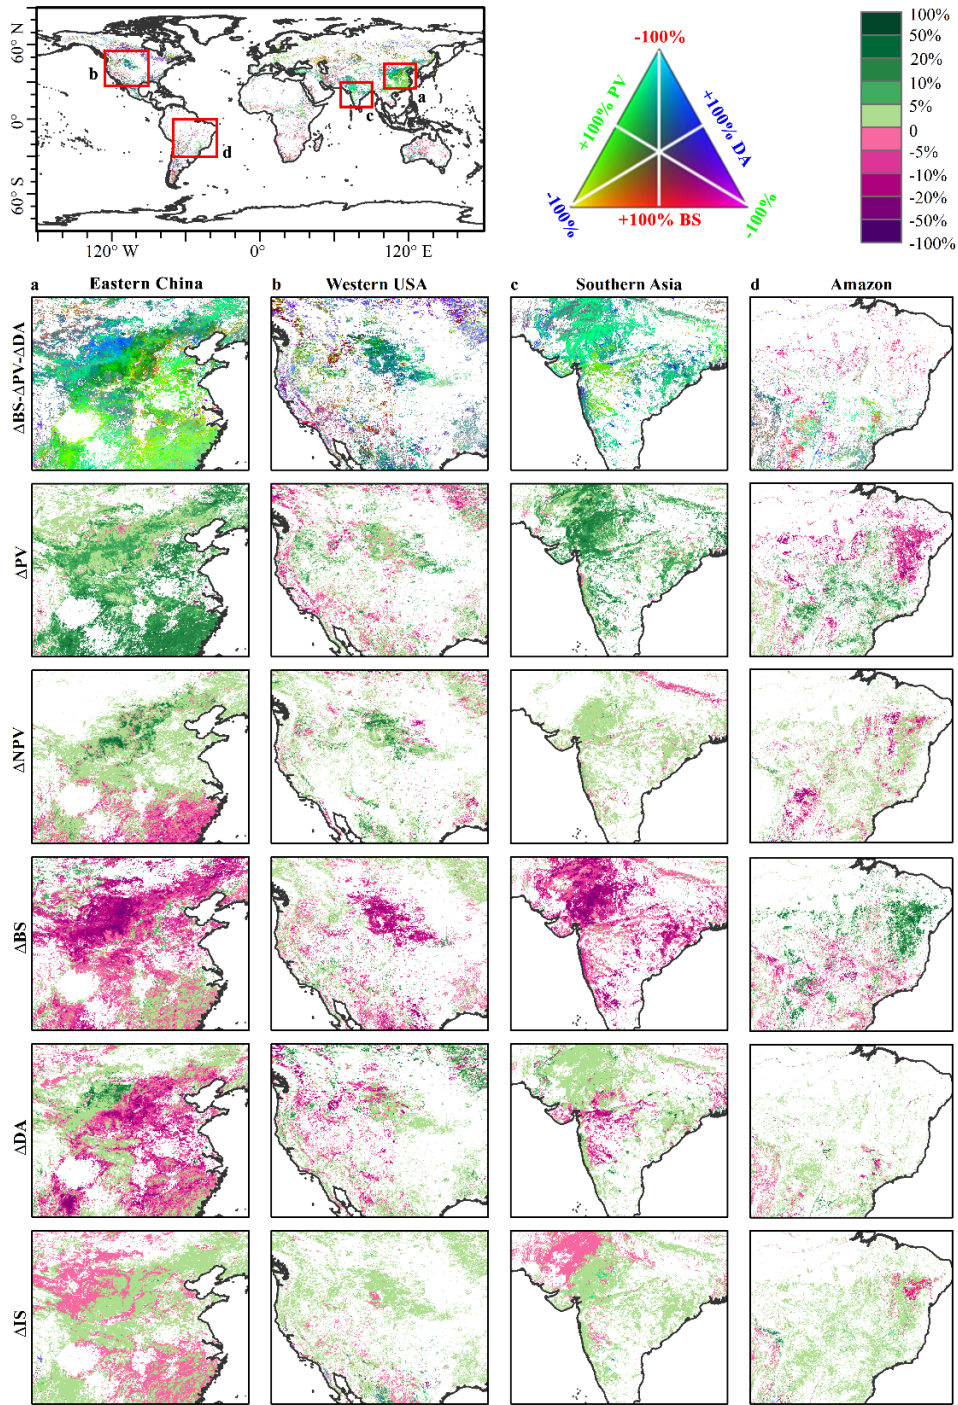 60° N
0°
60° S
120° W
0°
120° E
b
a
c
d
-100%
+100% PV
+100% DA
-100%
+100% BS
-100%
100%
50%
20%
10%
5%
0
-5%
-10%
-20%
-50%
-100%
a Eastern China
b Western USA
c Southern Asia
d Amazon
ΔBS-ΔPV-ΔDA
ΔPV
ΔNPV
ΔBS
ΔDA
ΔIS